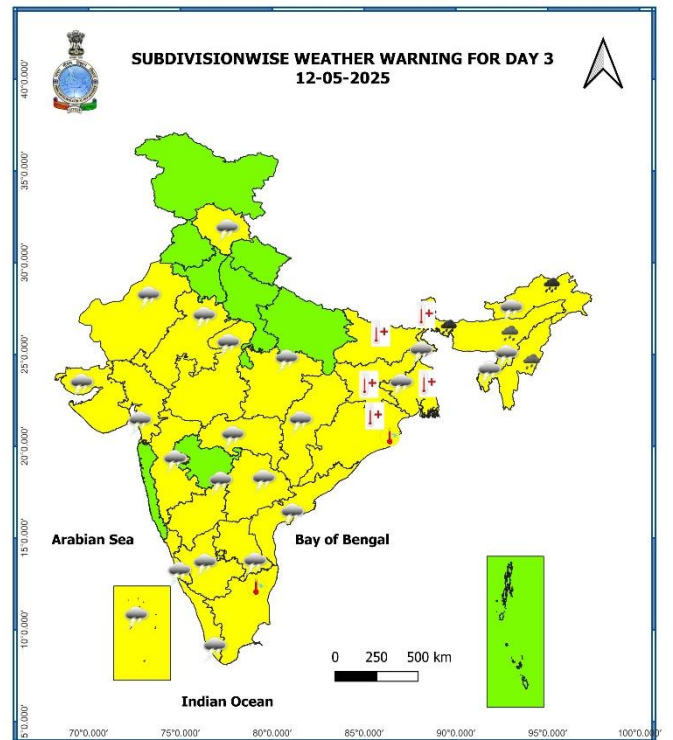 SUBDIVISIONWISE WEATHER WARNING FOR DAY 3
12-05-2025
40°0.000'
35°0.000'
30°0.000'
25°0.000'
20°0.000'
15°0.000'
10°0.000'
5°0.000'
Arabian Sea
Bay of Bengal
0 250 500 km
Indian Ocean
70°0.000' 75°0.000' 80°0.000' 85°0.000' 90°0.000' 95°0.000' 100°0.000'